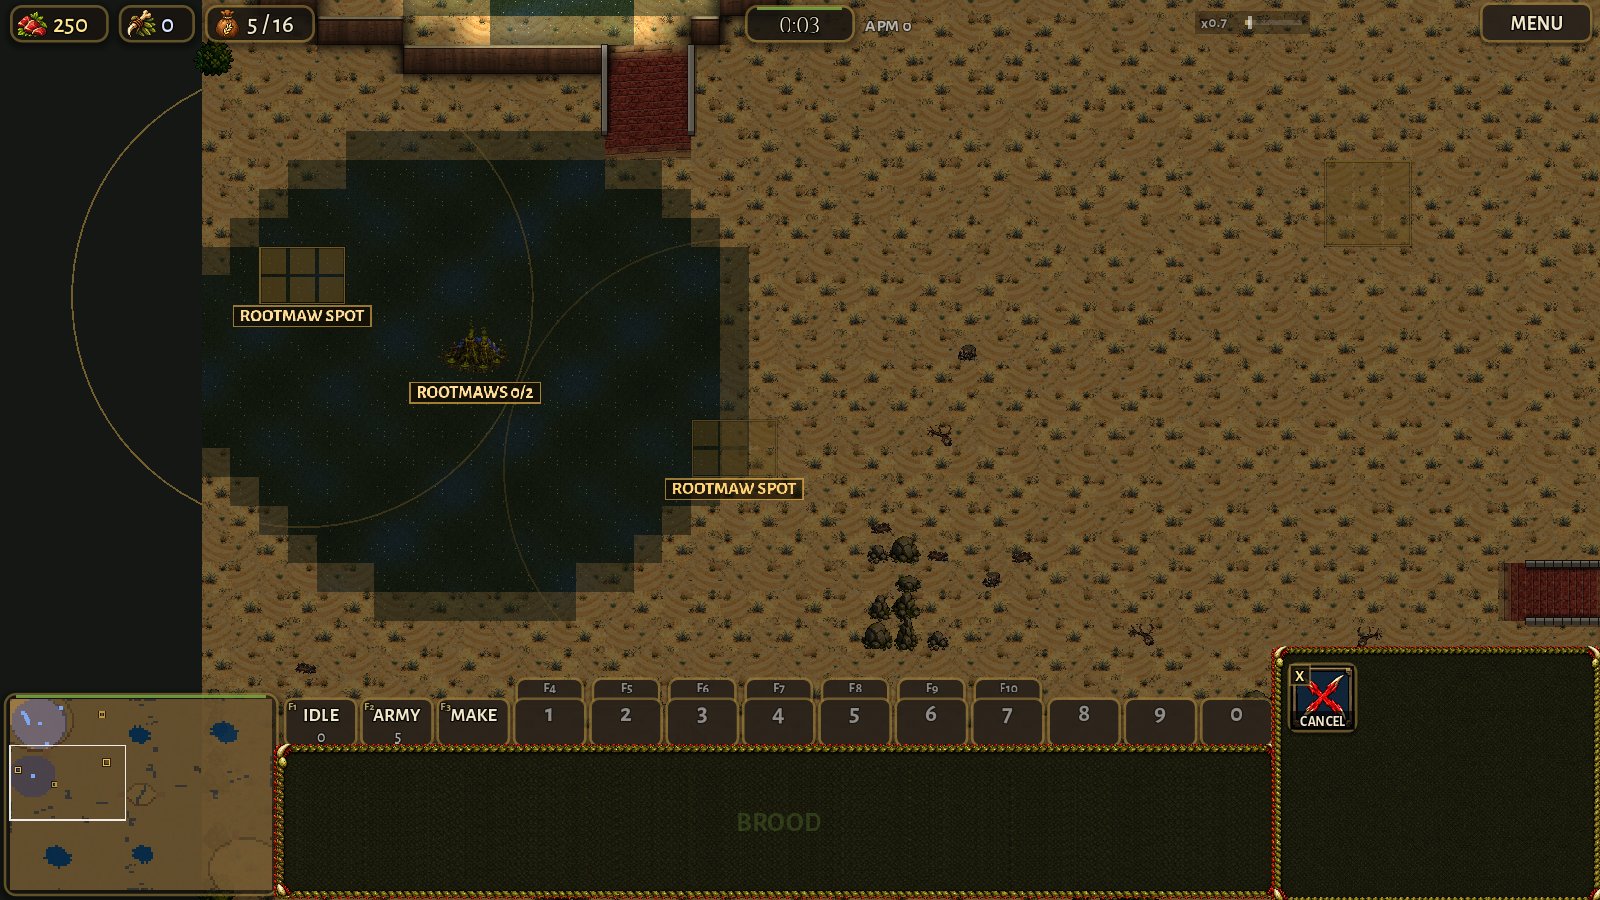 250
0
5 / 16
0:03
APM 0
x0.7
MENU
ROOTMAW SPOT
ROOTMAWS 0/2
ROOTMAW SPOT
X
CANCEL
F4
F5
F6
F7
F8
F9
F10
F1
IDLE
0
F2
ARMY
5
F3
MAKE
1
2
3
4
5
6
7
8
9
0
BROOD